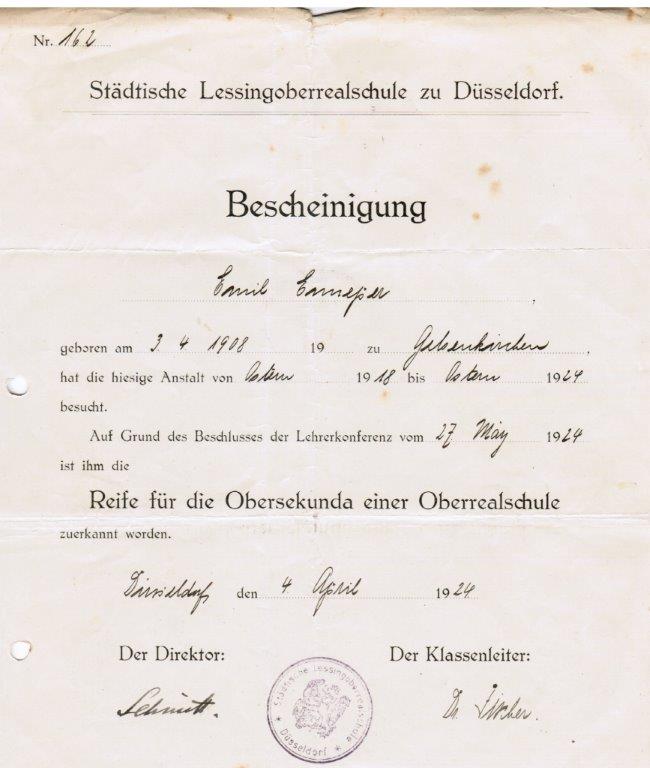 Nr. 162
Städtische Lessingoberrealschule zu Düsseldorf.
Bescheinigung
Emil
geboren am 3. 4 1908 19 zu Gelsenkirchen,
hat die hiesige Anstalt von Ostern 1918 bis Ostern 1924
besucht.
Auf Grund des Beschlusses der Lehrerkonferenz vom 27 1924
ist ihm die
Reife für die Obersekunda einer Oberrealschule
zuerkannt worden.
Düsseldorf den 4 April 1924
Der Direktor: Der Klassenleiter:
Schmitt. Dr. Fischer.
Städtische Lessingoberrealschule * Düsseldorf *